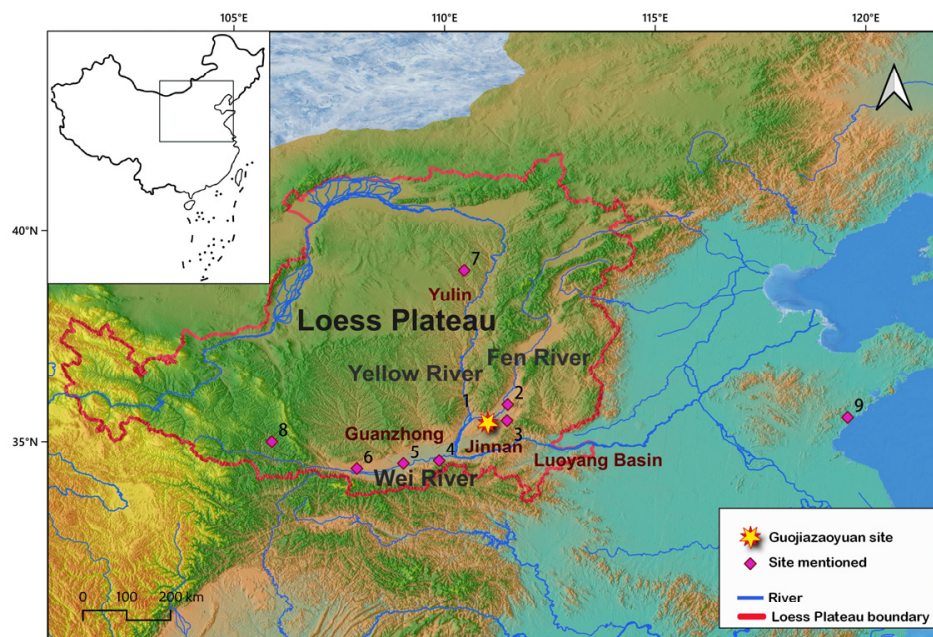 105°E
110°E
115°E
120°E
40°N
7
Yulin
Loess Plateau
Fen River
Yellow River
1
2
9
35°N
8
Guanzhong
3
Jinnan
4
5
6
Luoyang Basin
Wei River
Guojiazaoyuan site
Site mentioned
River
Loess Plateau boundary
0 100 200 km